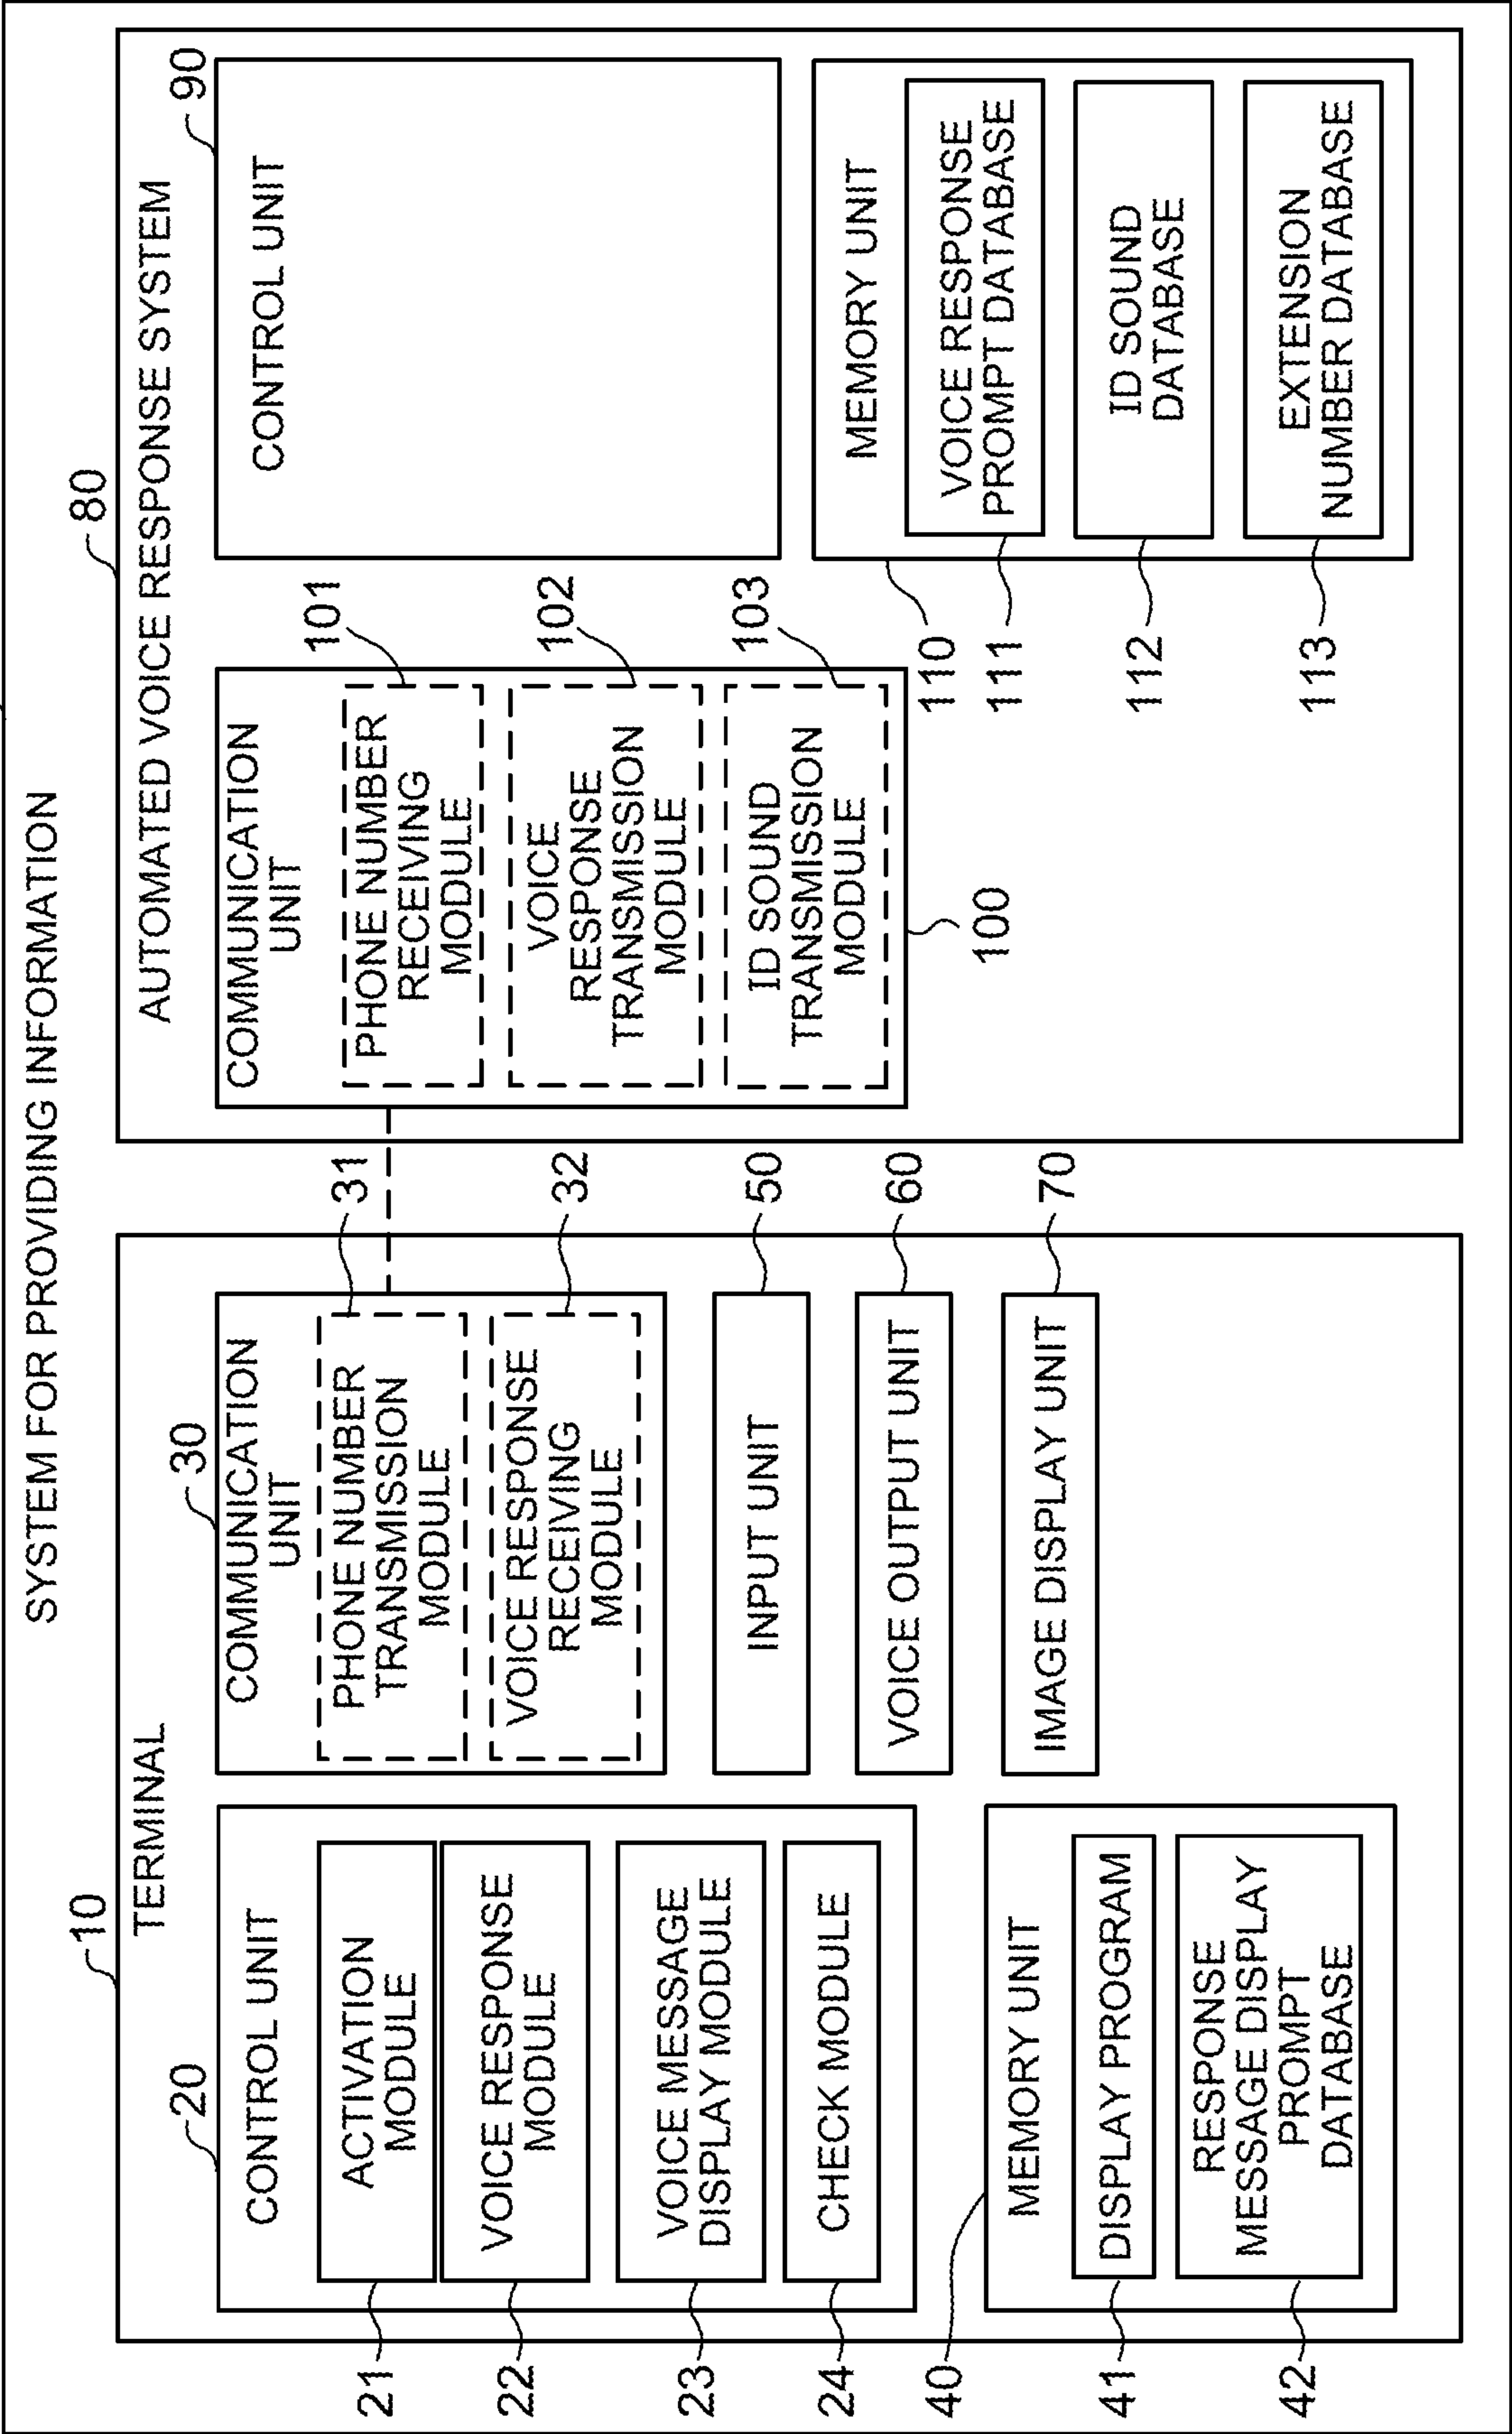 SYSTEM FOR PROVIDING INFORMATION
10
TERMINAL
20
CONTROL UNIT
21
ACTIVATION
MODULE
22
VOICE RESPONSE
MODULE
23
VOICE MESSAGE
DISPLAY MODULE
24
CHECK MODULE
40
MEMORY UNIT
41
DISPLAY PROGRAM
42
RESPONSE
MESSAGE DISPLAY
PROMPT
DATABASE
30
COMMUNICATION
UNIT
31
PHONE NUMBER
TRANSMISSION
MODULE
32
VOICE RESPONSE
RECEIVING
MODULE
50
INPUT UNIT
60
VOICE OUTPUT UNIT
70
IMAGE DISPLAY UNIT
80
AUTOMATED VOICE RESPONSE SYSTEM
COMMUNICATION
UNIT
101
PHONE NUMBER
RECEIVING
MODULE
102
VOICE
RESPONSE
TRANSMISSION
MODULE
103
ID SOUND
TRANSMISSION
MODULE
100
90
CONTROL UNIT
110
MEMORY UNIT
111
VOICE RESPONSE
PROMPT DATABASE
112
ID SOUND
DATABASE
113
EXTENSION
NUMBER DATABASE